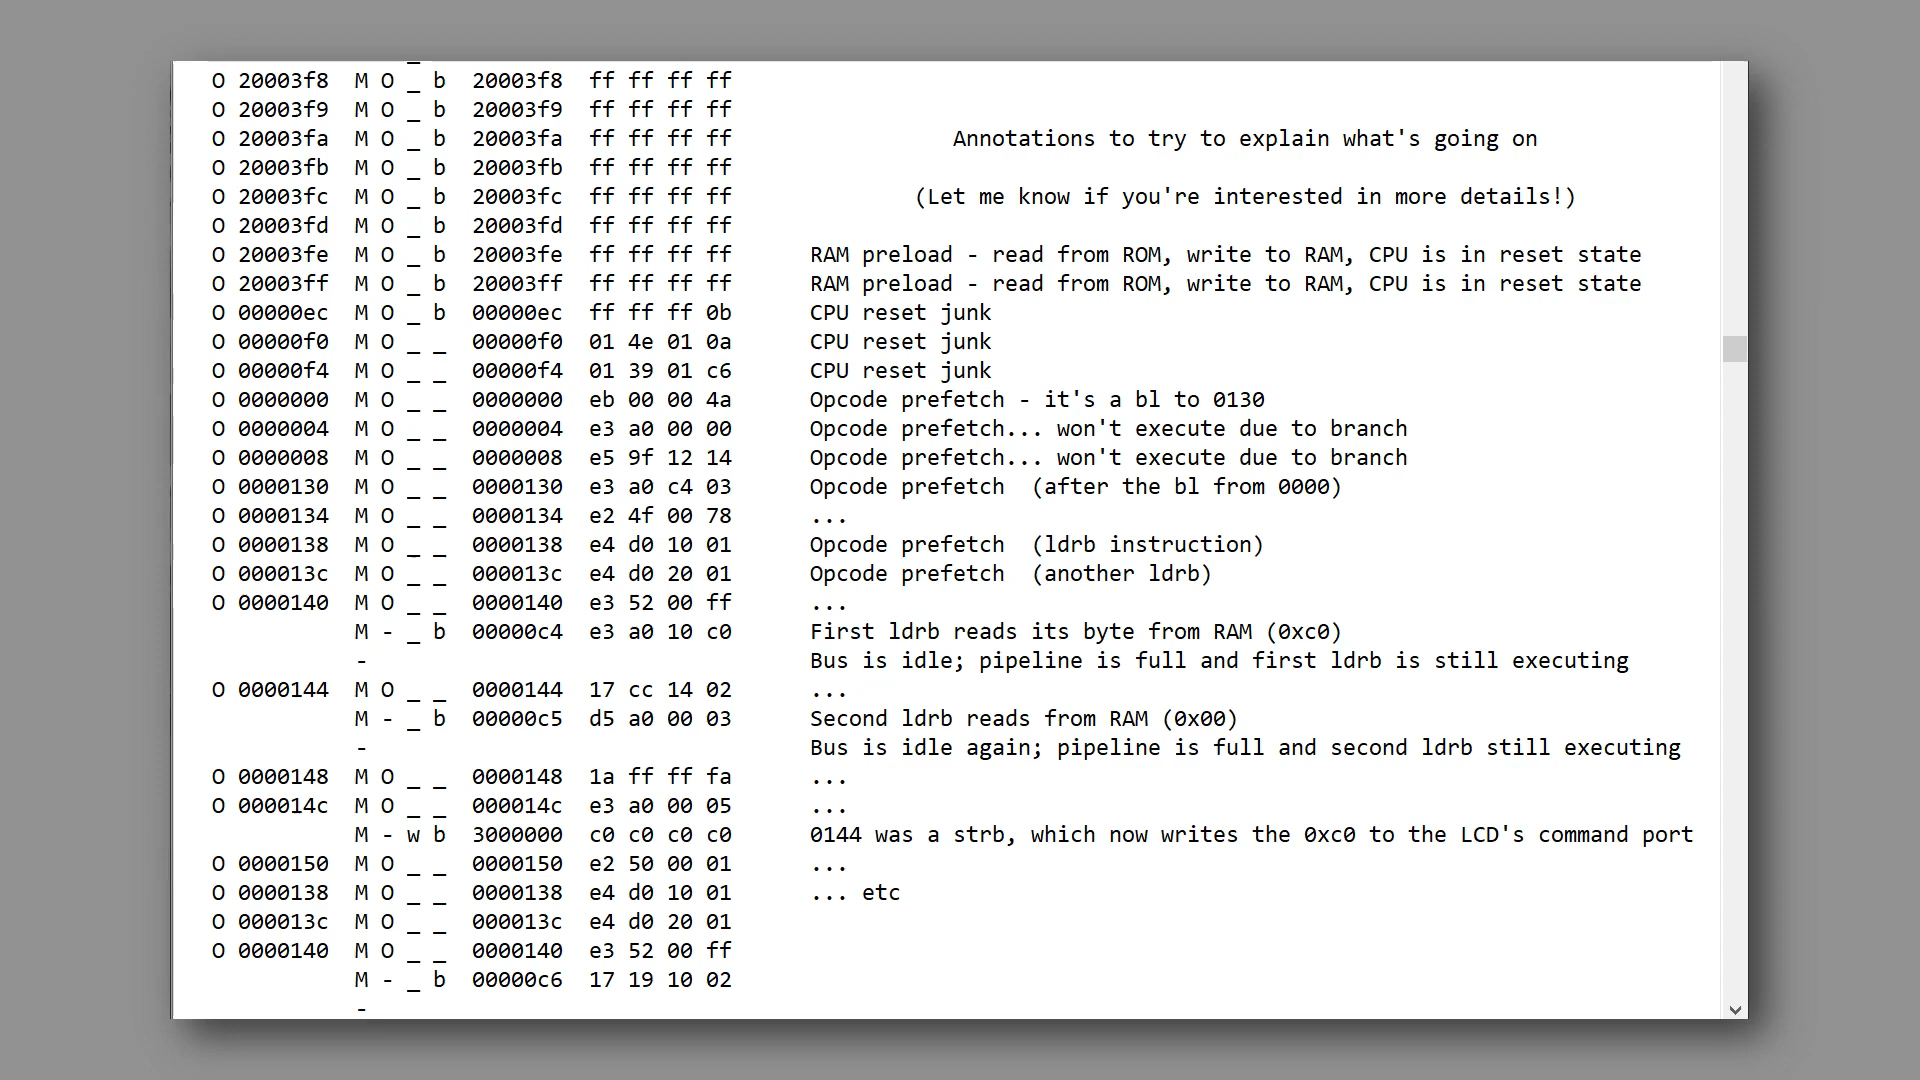 O 20003f8  M O _ b  20003f8  ff ff ff ff
O 20003f9  M O _ b  20003f9  ff ff ff ff
O 20003fa  M O _ b  20003fa  ff ff ff ff  Annotations to try to explain what's going on
O 20003fb  M O _ b  20003fb  ff ff ff ff
O 20003fc  M O _ b  20003fc  ff ff ff ff  (Let me know if you're interested in more details!)
O 20003fd  M O _ b  20003fd  ff ff ff ff
O 20003fe  M O _ b  20003fe  ff ff ff ff  RAM preload - read from ROM, write to RAM, CPU is in reset state
O 20003ff  M O _ b  20003ff  ff ff ff ff  RAM preload - read from ROM, write to RAM, CPU is in reset state
O 00000ec  M O _ b  00000ec  ff ff ff 0b  CPU reset junk
O 00000f0  M O _ _  00000f0  01 4e 01 0a  CPU reset junk
O 00000f4  M O _ _  00000f4  01 39 01 c6  CPU reset junk
O 0000000  M O _ _  0000000  eb 00 00 4a  Opcode prefetch - it's a bl to 0130
O 0000004  M O _ _  0000004  e3 a0 00 00  Opcode prefetch... won't execute due to branch
O 0000008  M O _ _  0000008  e5 9f 12 14  Opcode prefetch... won't execute due to branch
O 0000130  M O _ _  0000130  e3 a0 c4 03  Opcode prefetch  (after the bl from 0000)
O 0000134  M O _ _  0000134  e2 4f 00 78  ...
O 0000138  M O _ _  0000138  e4 d0 10 01  Opcode prefetch  (ldrb instruction)
O 000013c  M O _ _  000013c  e4 d0 20 01  Opcode prefetch  (another ldrb)
O 0000140  M O _ _  0000140  e3 52 00 ff  ...
M - _ b  00000c4  e3 a0 10 c0  First ldrb reads its byte from RAM (0xc0)
-  Bus is idle; pipeline is full and first ldrb is still executing
O 0000144  M O _ _  0000144  17 cc 14 02  ...
M - _ b  00000c5  d5 a0 00 03  Second ldrb reads from RAM (0x00)
-  Bus is idle again; pipeline is full and second ldrb still executing
O 0000148  M O _ _  0000148  1a ff ff fa  ...
O 000014c  M O _ _  000014c  e3 a0 00 05  ...
M - w b  3000000  c0 c0 c0 c0  0144 was a strb, which now writes the 0xc0 to the LCD's command port
O 0000150  M O _ _  0000150  e2 50 00 01  ...
O 0000138  M O _ _  0000138  e4 d0 10 01  ... etc
O 000013c  M O _ _  000013c  e4 d0 20 01
O 0000140  M O _ _  0000140  e3 52 00 ff
M - _ b  00000c6  17 19 10 02
-